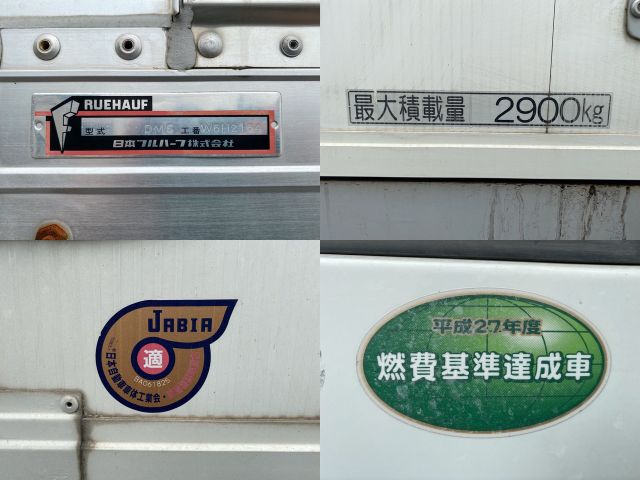 FRUEHAUF
型式 DMS 工番
日本フルハーフ株式会社
最大積載量 2900kg
JABIA
適
BA061825
日本自動車車体工業会
平成27年度
燃費基準達成車